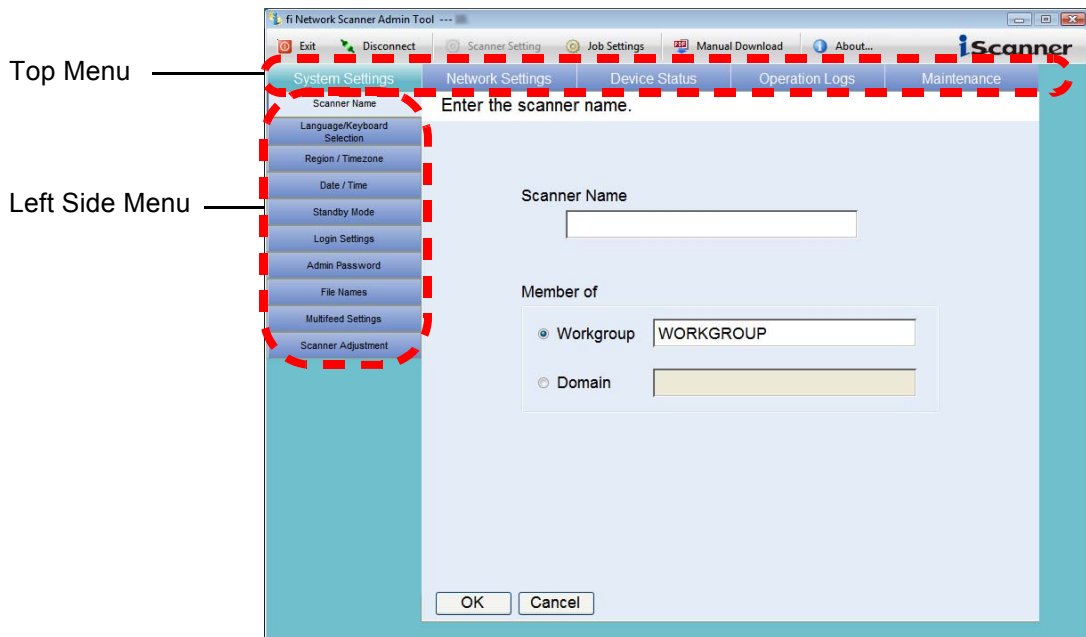 fi Network Scanner Admin Tool ---
Exit Disconnect Scanner Setting Job Settings Manual Download About... iScanner
Top Menu
System Settings Network Settings Device Status Operation Logs Maintenance
Scanner Name
Enter the scanner name.
Language/Keyboard
Selection
Region / Timezone
Date / Time
Left Side Menu
Standby Mode
Login Settings
Admin Password
File Names
Multifeed Settings
Scanner Adjustment
Scanner Name
Member of
Workgroup WORKGROUP
Domain
OK Cancel